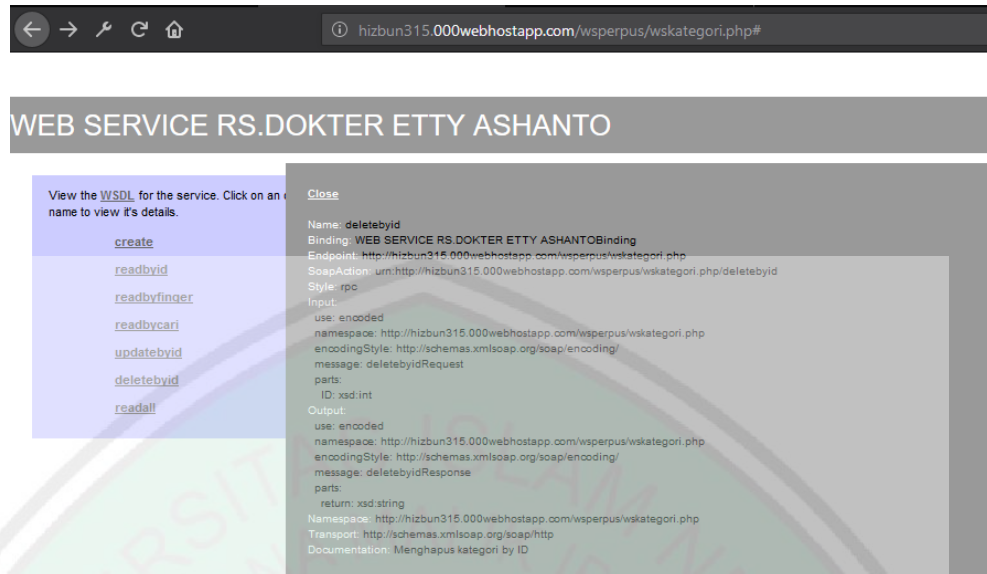 hizbun315.000webhostapp.com/wsperpus/wskategori.php#
WEB SERVICE RS.DOKTER ETTY ASHANTO
View the WSDL for the service. Click on an
name to view it's details.
create
readbyid
readbyfinger
readbycari
updatebyid
deletebyid
readall
Close
Name: deletebyid
Binding: WEB SERVICE RS.DOKTER ETTY ASHANTOBinding
Endpoint: http://hizbun315.000webhostapp.com/wsperpus/wskategori.php
SoapAction: urn:http://hizbun315.000webhostapp.com/wsperpus/wskategori.php/deletebyid
Style: rpc
Input:
use: encoded
namespace: http://hizbun315.000webhostapp.com/wsperpus/wskategori.php
encodingStyle: http://schemas.xmlsoap.org/soap/encoding/
message: deletebyidRequest
parts:
ID: xsd:int
Output:
use: encoded
namespace: http://hizbun315.000webhostapp.com/wsperpus/wskategori.php
encodingStyle: http://schemas.xmlsoap.org/soap/encoding/
message: deletebyidResponse
parts:
return: xsd:string
Namespace: http://hizbun315.000webhostapp.com/wsperpus/wskategori.php
Transport: http://schemas.xmlsoap.org/soap/http
Documentation: Menghapus kategori by ID